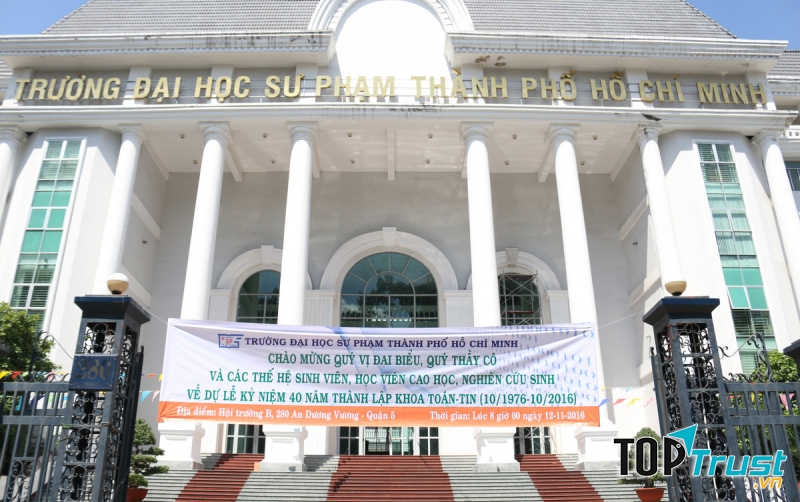 TRƯỜNG ĐẠI HỌC SƯ PHẠM THÀNH PHỐ HỒ CHÍ MINH
TRƯỜNG ĐẠI HỌC SƯ PHẠM THÀNH PHỐ HỒ CHÍ MINH
CHÀO MỪNG QUÝ VỊ ĐẠI BIỂU, QUÝ THẦY CÔ
VÀ CÁC THẾ HỆ SINH VIÊN, HỌC VIÊN CAO HỌC, NGHIÊN CỨU SINH
VỀ DỰ LỄ KỶ NIỆM 40 NĂM THÀNH LẬP KHOA TOÁN-TIN (10/1976-10/2016)
Địa điểm: Hội trường B, 280 An Dương Vương - Quận 5 Thời gian: Lúc 8 giờ 00 ngày 12-11-2016
280
TOPTrust.vn